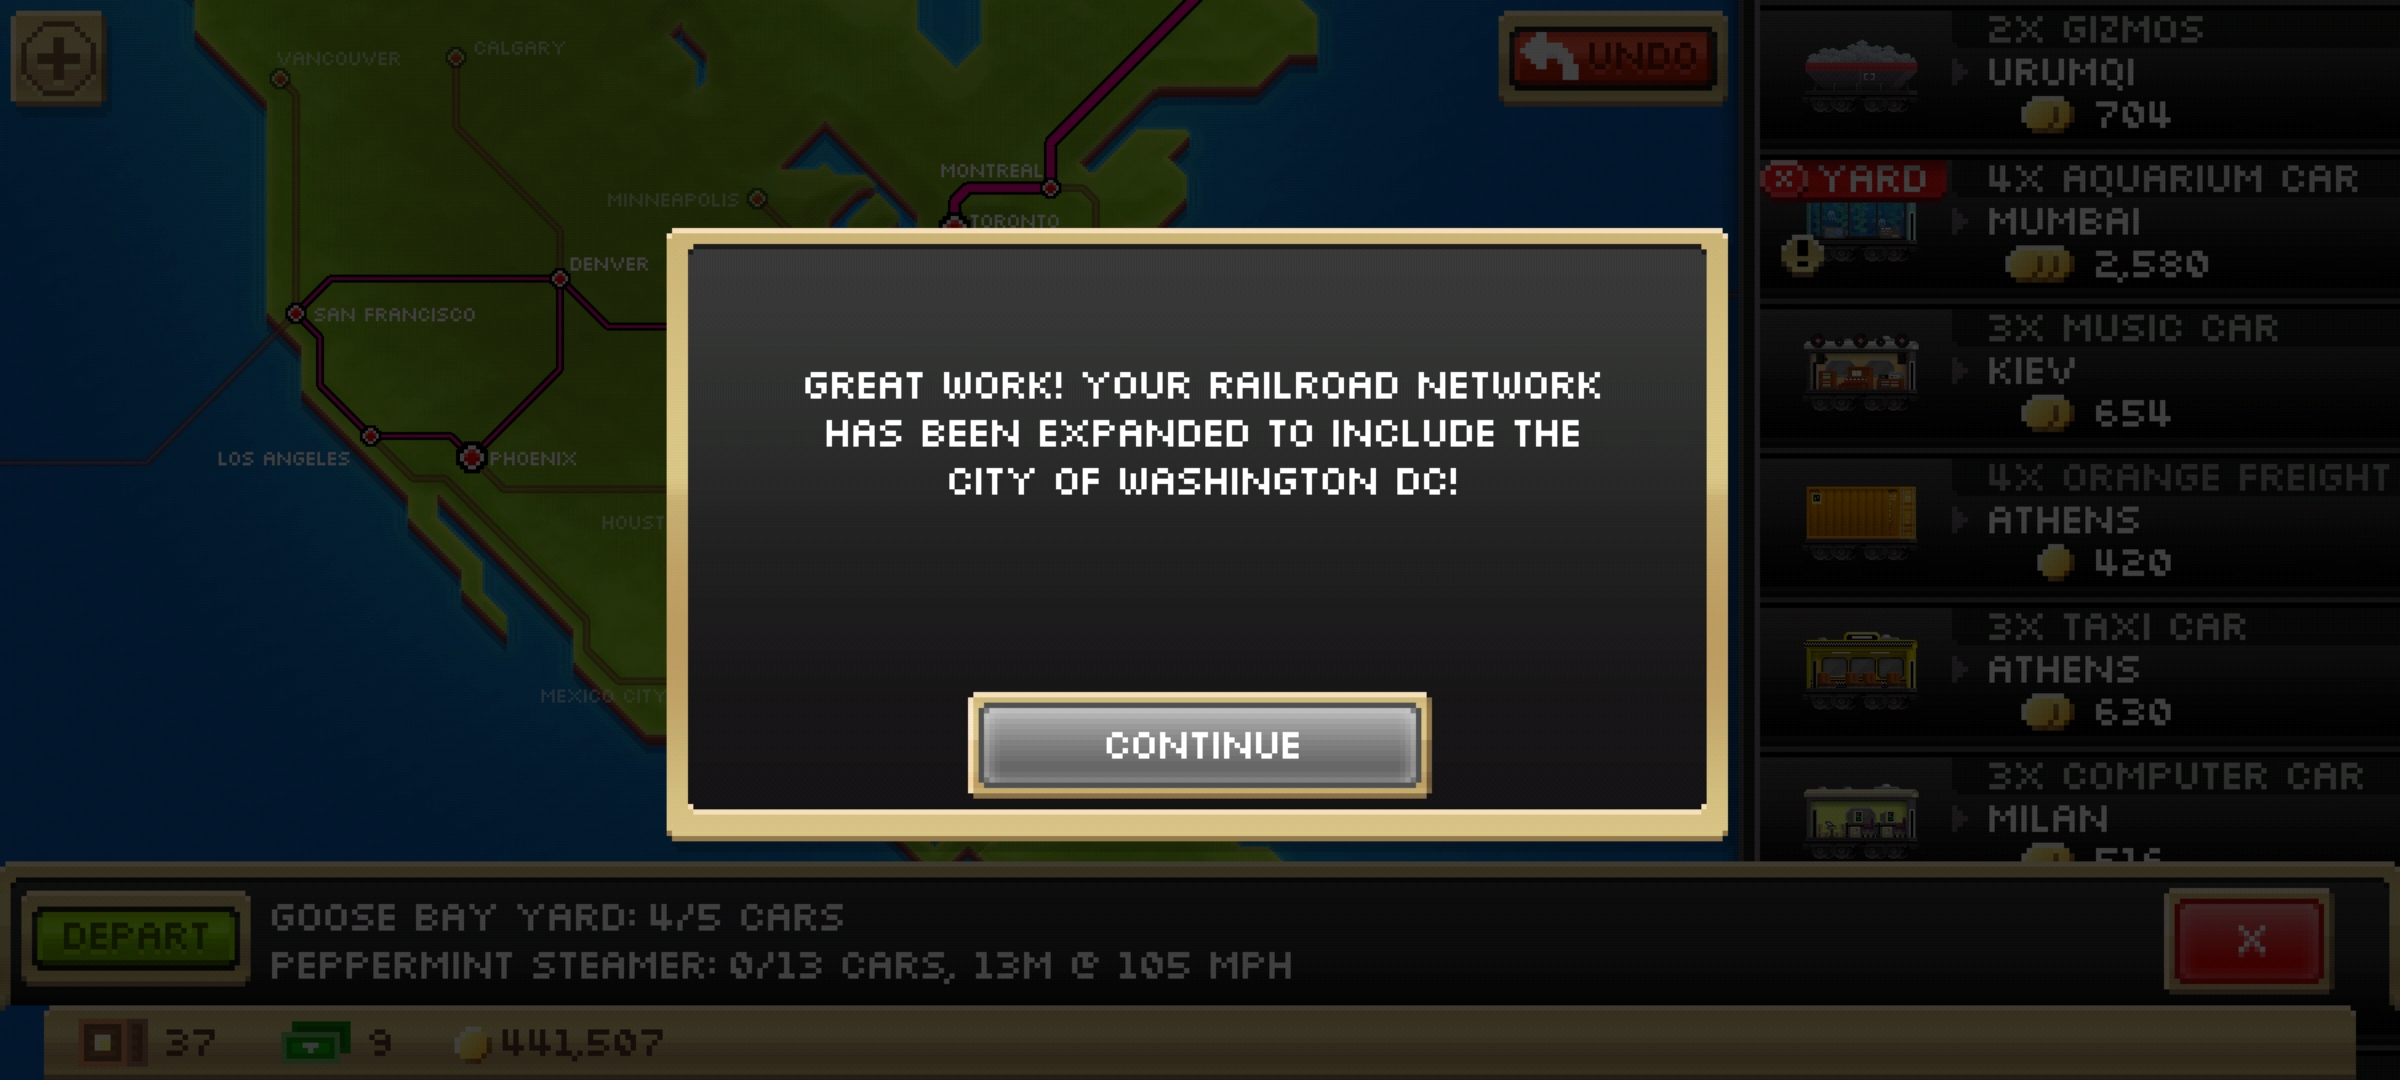 VANCOUVER
CALGARY
UNDO
MINNEAPOLIS
MONTREAL
TORONTO
DENVER
SAN FRANCISCO
LOS ANGELES
PHOENIX
HOUST
MEXICO CITY
GREAT WORK! YOUR RAILROAD NETWORK
HAS BEEN EXPANDED TO INCLUDE THE
CITY OF WASHINGTON DC!
CONTINUE
2X GIZMOS
URUMQI
704
YARD
4X AQUARIUM CAR
MUMBAI
2,580
3X MUSIC CAR
KIEV
654
4X ORANGE FREIGHT
ATHENS
420
3X TAXI CAR
ATHENS
630
3X COMPUTER CAR
MILAN
516
DEPART
GOOSE BAY YARD: 4/5 CARS
PEPPERMINT STEAMER: 0/13 CARS, 13M @ 105 MPH
X
37
9
441,507